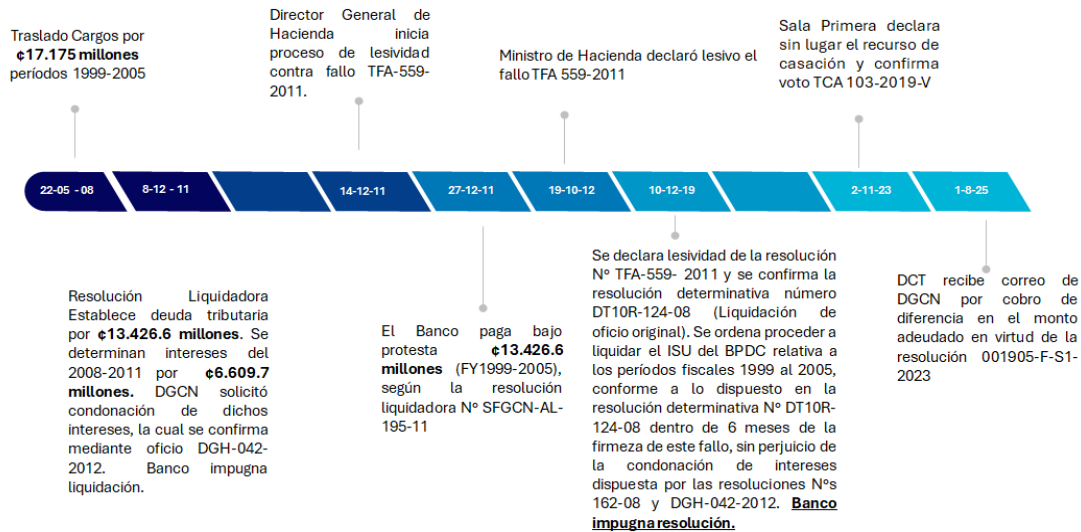 Traslado Cargos por
₡17.175 millones
períodos 1999-2005
Director General de
Hacienda inicia
proceso de lesividad
contra fallo TFA-559-
2011.
Ministro de Hacienda declaró lesivo el
fallo TFA 559-2011
Sala Primera declara
sin lugar el recurso de
casación y confirma
voto TCA 103-2019-V
22-05 - 08
8-12 - 11
14-12-11
27-12-11
19-10-12
10-12-19
2-11-23
1-8-25
Resolución Liquidadora
Establece deuda tributaria
por ₡13.426.6 millones. Se
determinan intereses del
2008-2011 por ₡6.609.7
millones. DGCN solicitó
condonación de dichos
intereses, la cual se confirma
mediante oficio DGH-042-
2012. Banco impugna
liquidación.
El Banco paga bajo
protesta ₡13.426.6
millones (FY1999-2005),
según la resolución
liquidadora N° SFGCN-AL-
195-11
Se declara lesividad de la resolución
N° TFA-559- 2011 y se confirma la
resolución determinativa número
DT10R-124-08 (Liquidación de
oficio original). Se ordena proceder a
liquidar el ISU del BPDC relativa a
los períodos fiscales 1999 al 2005,
conforme a lo dispuesto en la
resolución determinativa N° DT10R-
124-08 dentro de 6 meses de la
firmeza de este fallo, sin perjuicio de
la condonación de intereses
dispuesta por las resoluciones N°s
162-08 y DGH-042-2012. Banco
impugna resolución.
DCT recibe correo de
DGCN por cobro de
diferencia en el monto
adeudado en virtud de la
resolución 001905-F-S1-
2023